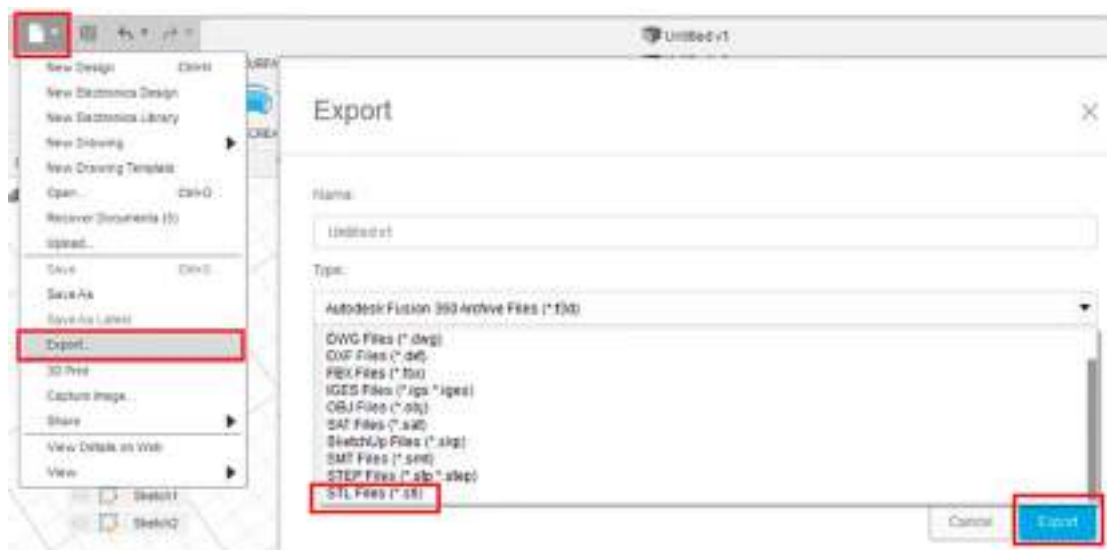 Untitled v1
New Design Ctrl+N
New Electronics Design
New Electronics Library
New Drawing
New Drawing Template
Open... Ctrl+O
Recover Documents (5)
Upload...
Save Ctrl+S
Save As
Save As Latest
Export...
3D Print
Capture Image...
Share
View Details on Web
View
Sketch1
Sketch2
Export
Name:
Untitled v1
Type:
Autodesk Fusion 360 Archive Files (*.f3d)
DWG Files (*.dwg)
DXF Files (*.dxf)
FBX Files (*.fbx)
IGES Files (*.igs *.iges)
OBJ Files (*.obj)
SAT Files (*.sat)
SketchUp Files (*.skp)
SMT Files (*.smt)
STEP Files (*.stp *.step)
STL Files (*.stl)
Cancel Export